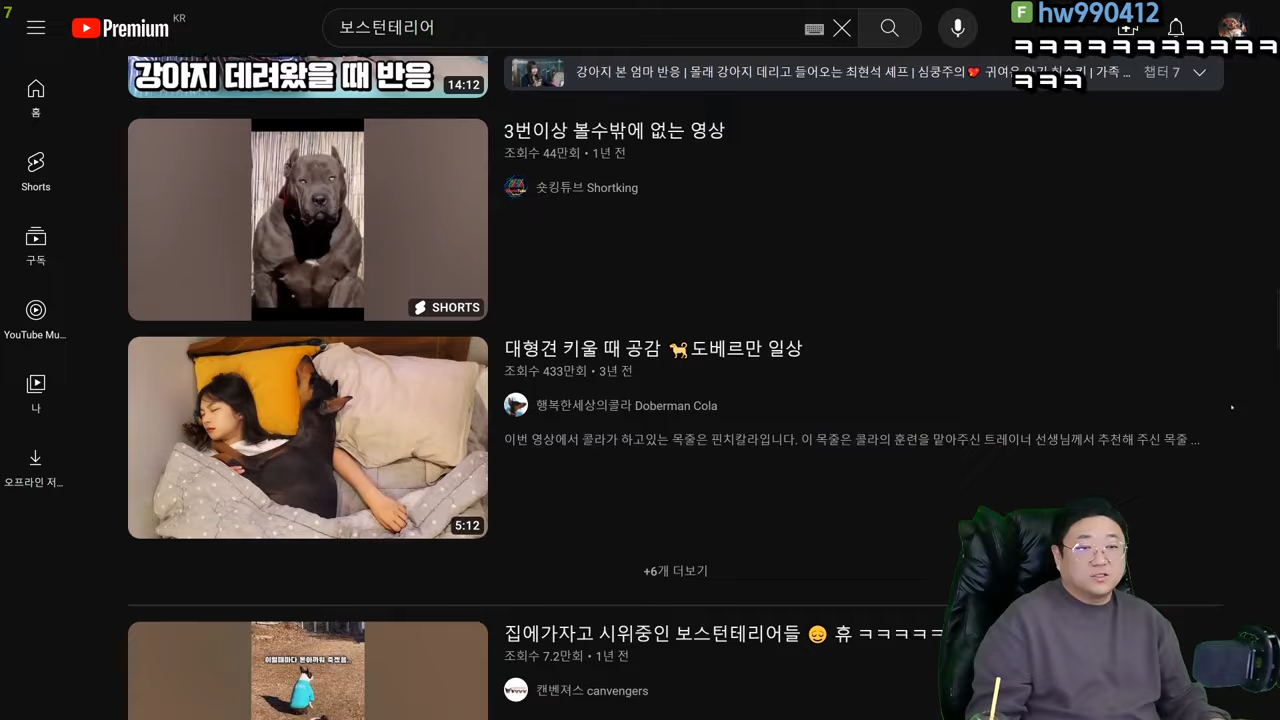 7
Premium
KR
보스턴테리어
F hw990412
ㅋㅋㅋㅋㅋㅋㅋㅋㅋㅋ
ㅋㅋㅋ
홈
Shorts
구독
YouTube Mu...
나
오프라인 저...
강아지 데려왔을 때 반응
14:12
강아지 본 엄마 반응 | 몰래 강아지 데리고 들어오는 최현석 셰프 | 심쿵주의
챕터 7
3번이상 볼수밖에 없는 영상
조회수 44만회 • 1년 전
숏킹튜브 Shortking
SHORTS
대형견 키울 때 공감 🐕도베르만 일상
조회수 433만회 • 3년 전
행복한세상의콜라 Doberman Cola
이번 영상에서 콜라가 하고있는 목줄은 핀치칼라입니다. 이 목줄은 콜라의 훈련을 맡아주신 트레이너 선생님께서 추천해 주신 목줄 ...
5:12
+6개 더보기
집에가자고 시위중인 보스턴테리어들 😌 휴 ㅋㅋㅋㅋㅋ
조회수 7.2만회 • 1년 전
캔벤져스 canvengers